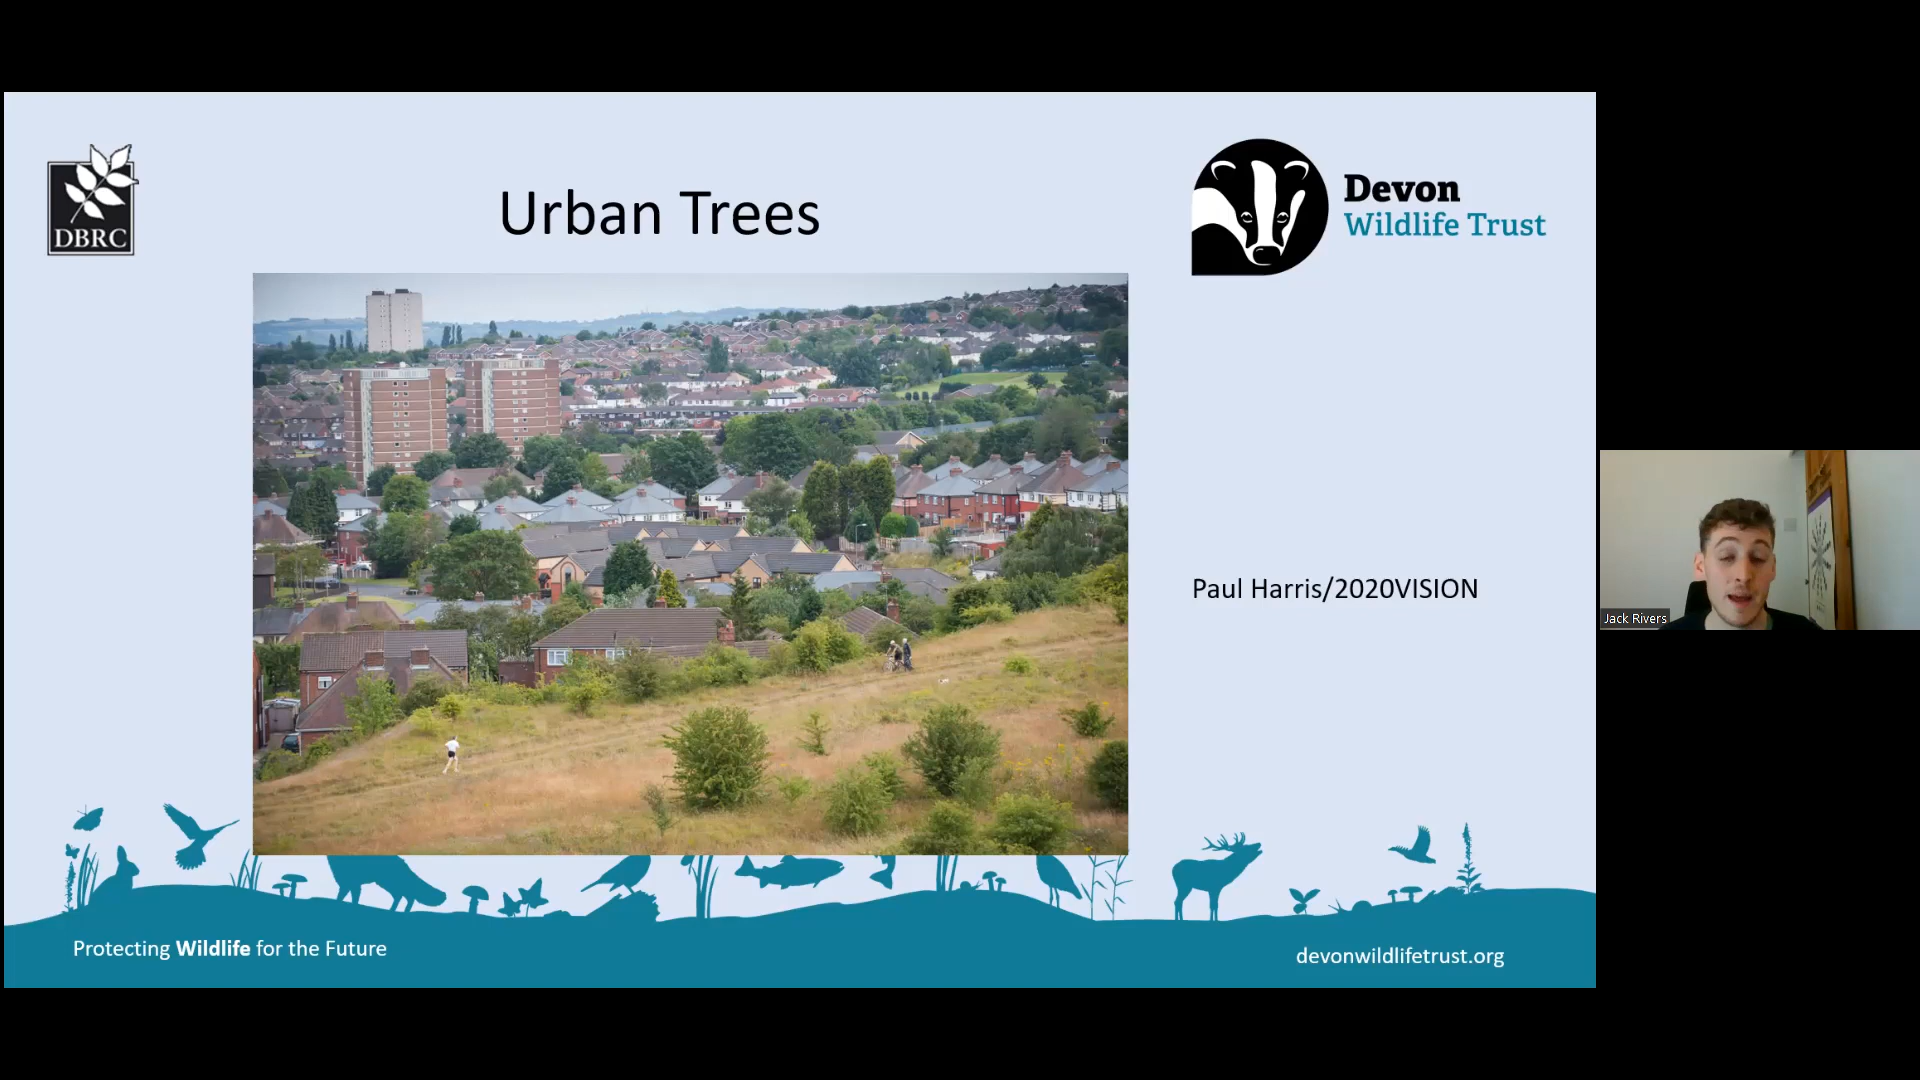 DBRC
Urban Trees
Devon
Wildlife Trust
Paul Harris/2020VISION
Jack Rivers
Protecting Wildlife for the Future
devonwildlifetrust.org